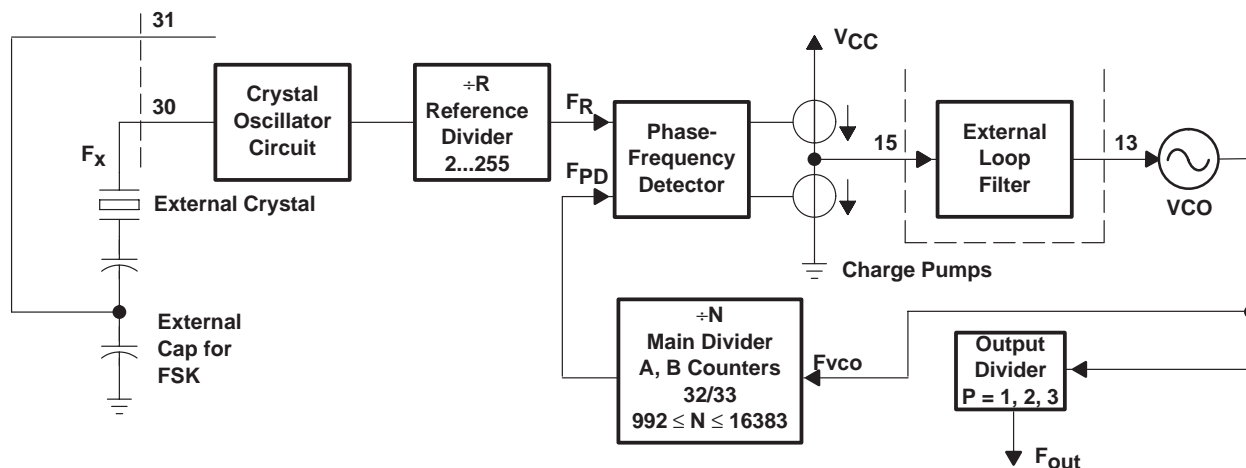 31
30
Fx
External Crystal
External
Cap for
FSK
Crystal
Oscillator
Circuit
÷R
Reference
Divider
2...255
FR
FPD
Phase-
Frequency
Detector
VCC
Charge Pumps
15
External
Loop
Filter
13
VCO
÷N
Main Divider
A, B Counters
32/33
992 ≤ N ≤ 16383
Fvco
Output
Divider
P = 1, 2, 3
Fout